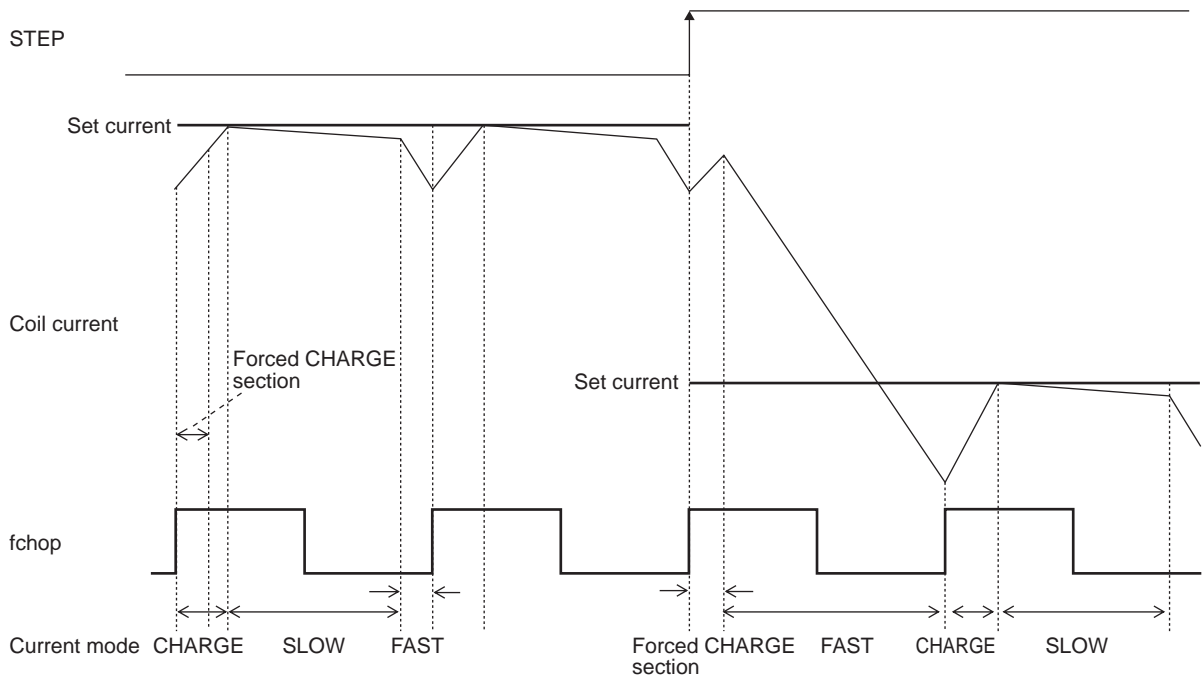 STEP
Set current
Coil current
Forced CHARGE
section
Set current
fchop
Current mode CHARGE SLOW FAST Forced CHARGE FAST CHARGE SLOW
section